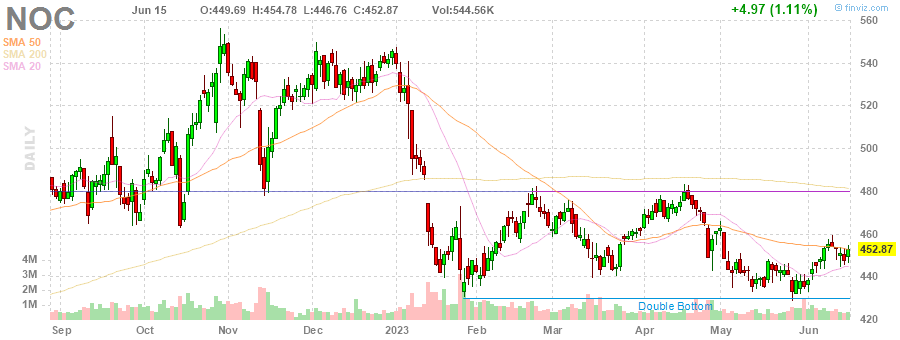 NOC
Jun 15 O:449.69 H:454.78 L:446.76 C:452.87 Vol:544.56K +4.97 (1.11%) © finviz.com
SMA 50
SMA 200
SMA 20
DAILY
560
540
520
500
480
460
452.87
440
420
4M
3M
2M
1M
Double Bottom
Sep Oct Nov Dec 2023 Feb Mar Apr May Jun